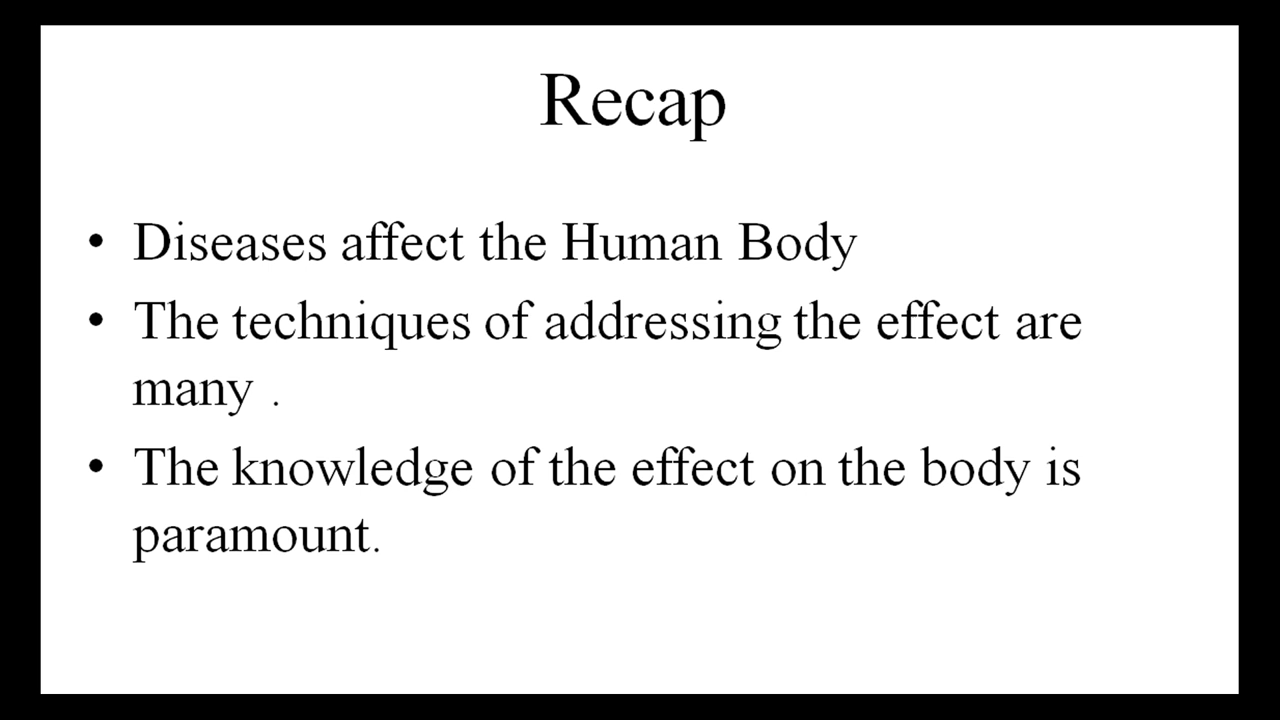 Recap
• Diseases affect the Human Body
• The techniques of addressing the effect are
many .
• The knowledge of the effect on the body is
paramount.